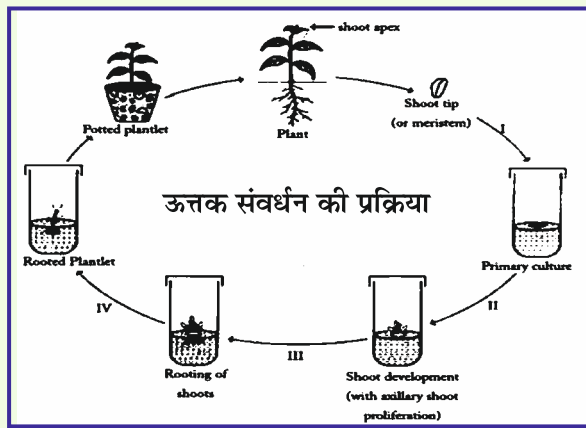 shoot apex
Potted plantlet
Plant
Shoot tip
(or meristem)
I
ऊत्तक संवर्धन की प्रक्रिया
Rooted Plantlet
Primary culture
IV
II
III
Rooting of
shoots
Shoot development
(with axillary shoot
proliferation)